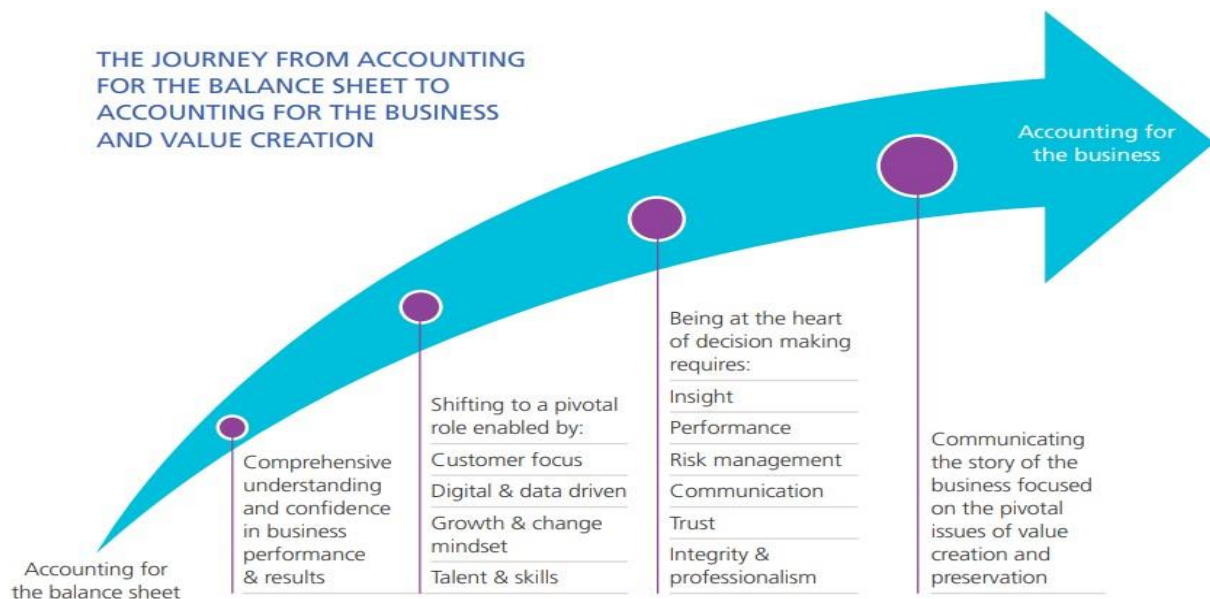 THE JOURNEY FROM ACCOUNTING
FOR THE BALANCE SHEET TO
ACCOUNTING FOR THE BUSINESS
AND VALUE CREATION
Accounting for
the balance sheet
Comprehensive
understanding
and confidence
in business
performance
& results
Shifting to a pivotal
role enabled by:
Customer focus
Digital & data driven
Growth & change
mindset
Talent & skills
Being at the heart
of decision making
requires:
Insight
Performance
Risk management
Communication
Trust
Integrity &
professionalism
Communicating
the story of the
business focused
on the pivotal
issues of value
creation and
preservation
Accounting for
the business